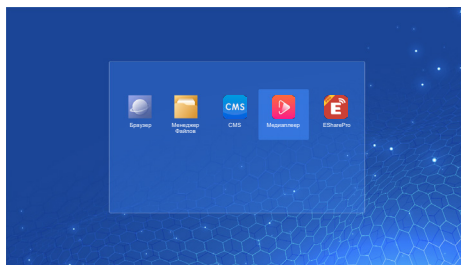 CMS
E
Браузер
Менеджер
Файлов
CMS
Медиаплеер
ESharePro